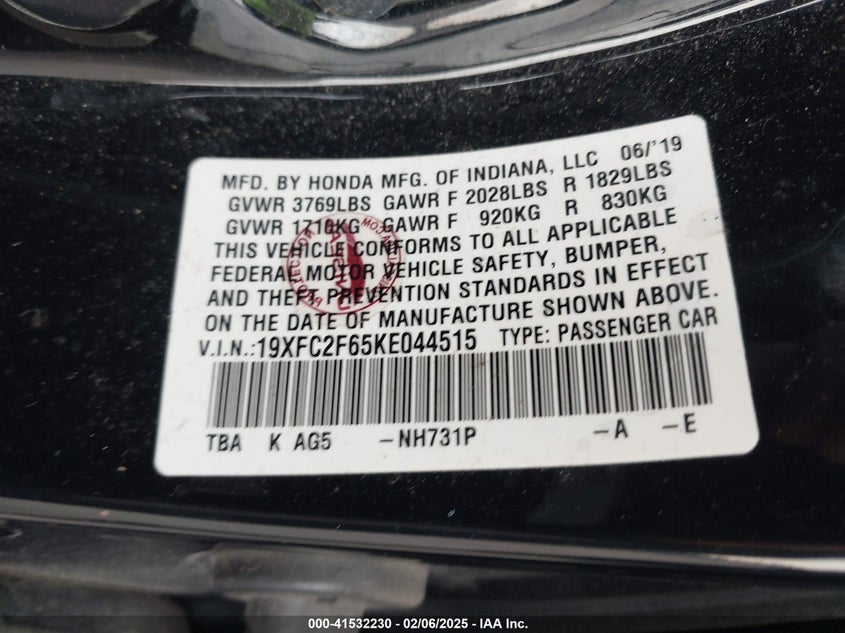 MFD. BY HONDA MFG. OF INDIANA, LLC 06/'19
GVWR 3769LBS GAWR F 2028LBS R 1829LBS
GVWR 1710KG GAWR F 920KG R 830KG
THIS VEHICLE CONFORMS TO ALL APPLICABLE
FEDERAL MOTOR VEHICLE SAFETY, BUMPER,
AND THEFT PREVENTION STANDARDS IN EFFECT
ON THE DATE OF MANUFACTURE SHOWN ABOVE.
V.I.N.:19XFC2F65KE044515 TYPE: PASSENGER CAR
TBA K AG5 -NH731P -A -E
000-41532230 - 02/06/2025 - IAA Inc.